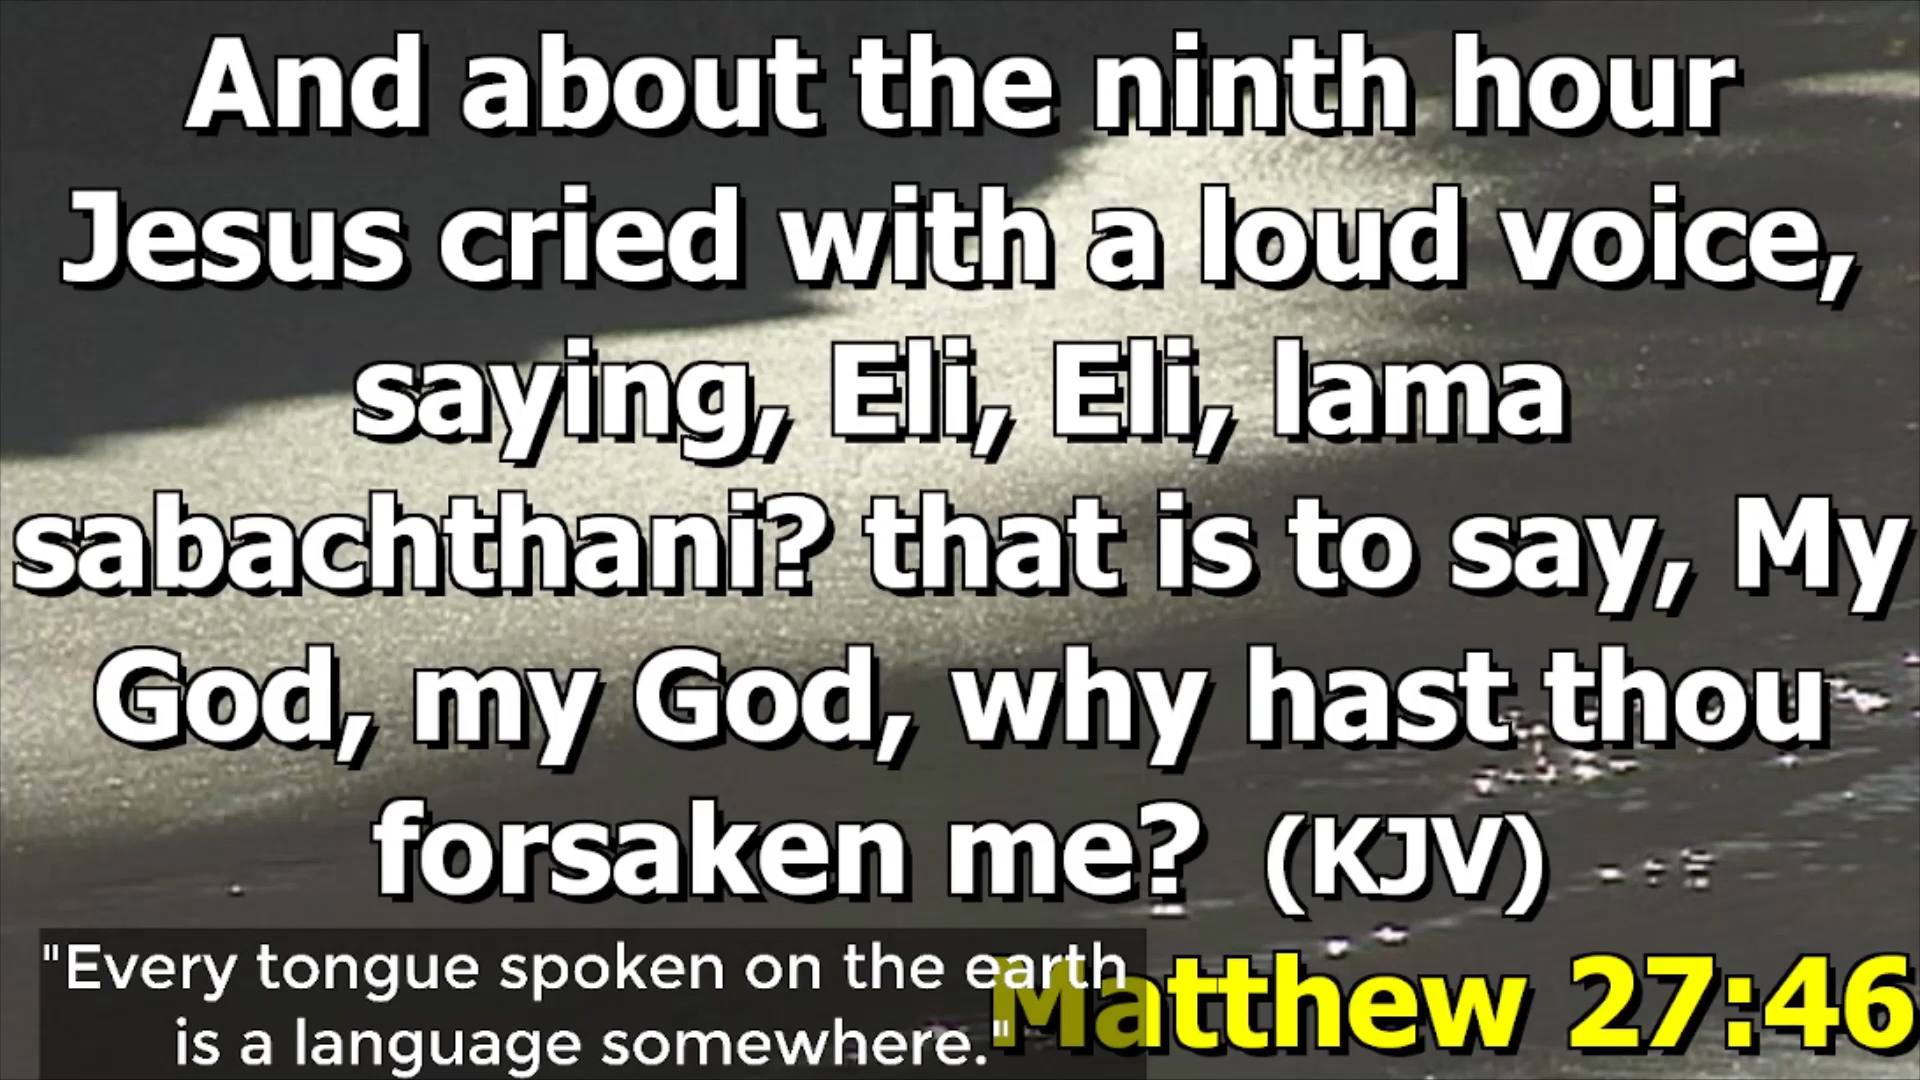 And about the ninth hour
Jesus cried with a loud voice,
saying, Eli, Eli, lama
sabachthani? that is to say, My
God, my God, why hast thou
forsaken me? (KJV)
"Every tongue spoken on the earth
is a language somewhere."
Matthew 27:46